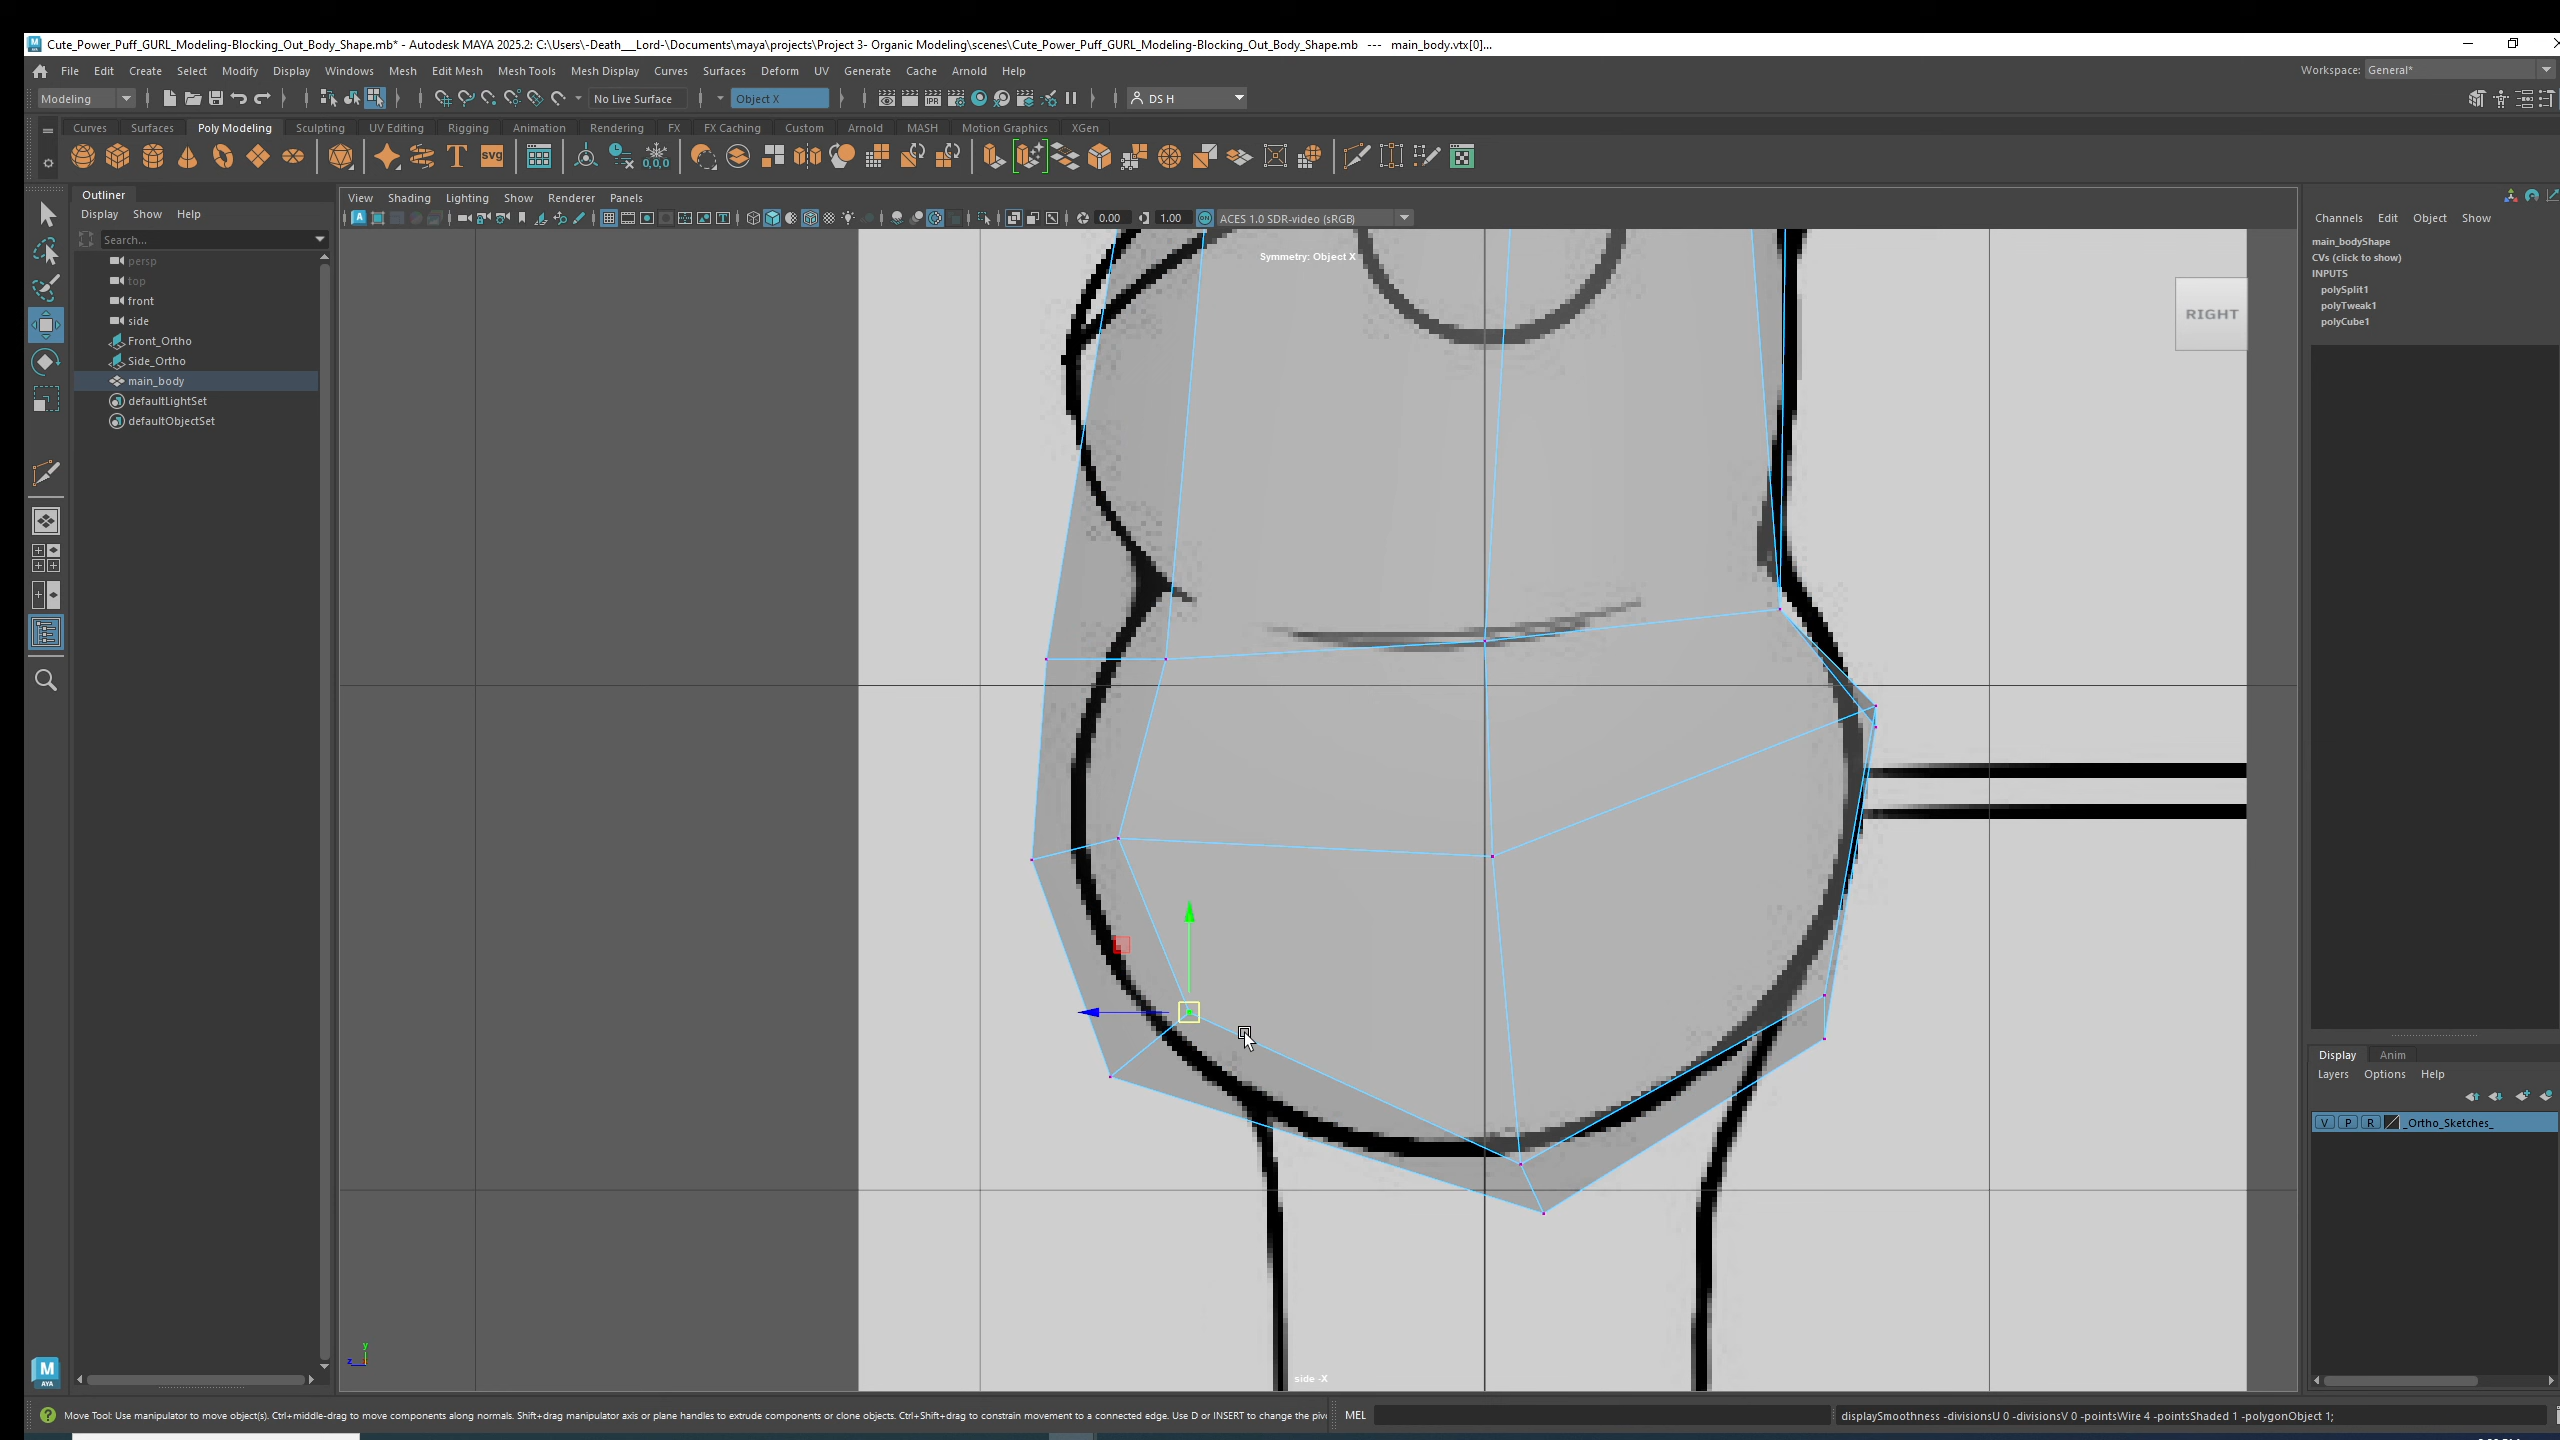 Cute_Power_Puff_GURL_Modeling-Blocking_Out_Body_Shape.mb* - Autodesk MAYA 2025.2: C:\Users\-Death__Lord-\Documents\maya\projects\Project 3- Organic Modeling\scenes\Cute_Power_Puff_GURL_Modeling-Blocking_Out_Body_Shape.mb --- main_body.vtx[0]...
File Edit Create Select Modify Display Windows Mesh Edit Mesh Mesh Tools Mesh Display Curves Surfaces Deform UV Generate Cache Arnold Help Workspace: General*
Modeling No Live Surface Object X IPR DS H
Curves Surfaces Poly Modeling Sculpting UV Editing Rigging Animation Rendering FX FX Caching Custom Arnold MASH Motion Graphics XGen
T svg 0,0,0
Outliner
Display Show Help
Search...
persp
top
front
side
Front_Ortho
Side_Ortho
main_body
defaultLightSet
defaultObjectSet
View Shading Lighting Show Renderer Panels
0.00 1.00 ON ACES 1.0 SDR-video (sRGB)
Symmetry: Object X
RIGHT
y
z
side -X
Channels Edit Object Show
main_bodyShape
CVs (click to show)
INPUTS
polySplit1
polyTweak1
polyCube1
Display Anim
Layers Options Help
V P R _Ortho_Sketches_
M
AYA
Move Tool: Use manipulator to move object(s). Ctrl+middle-drag to move components along normals. Shift+drag manipulator axis or plane handles to extrude components or clone objects. Ctrl+Shift+drag to constrain movement to a connected edge. Use D or INSERT to change the piv
MEL
displaySmoothness -divisionsU 0 -divisionsV 0 -pointsWire 4 -pointsShaded 1 -polygonObject 1;